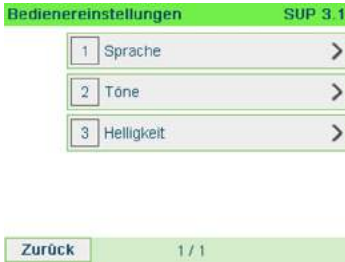 Bedienereinstellungen SUP 3.1
1 Sprache
2 Töne
3 Helligkeit
Zurück 1 / 1